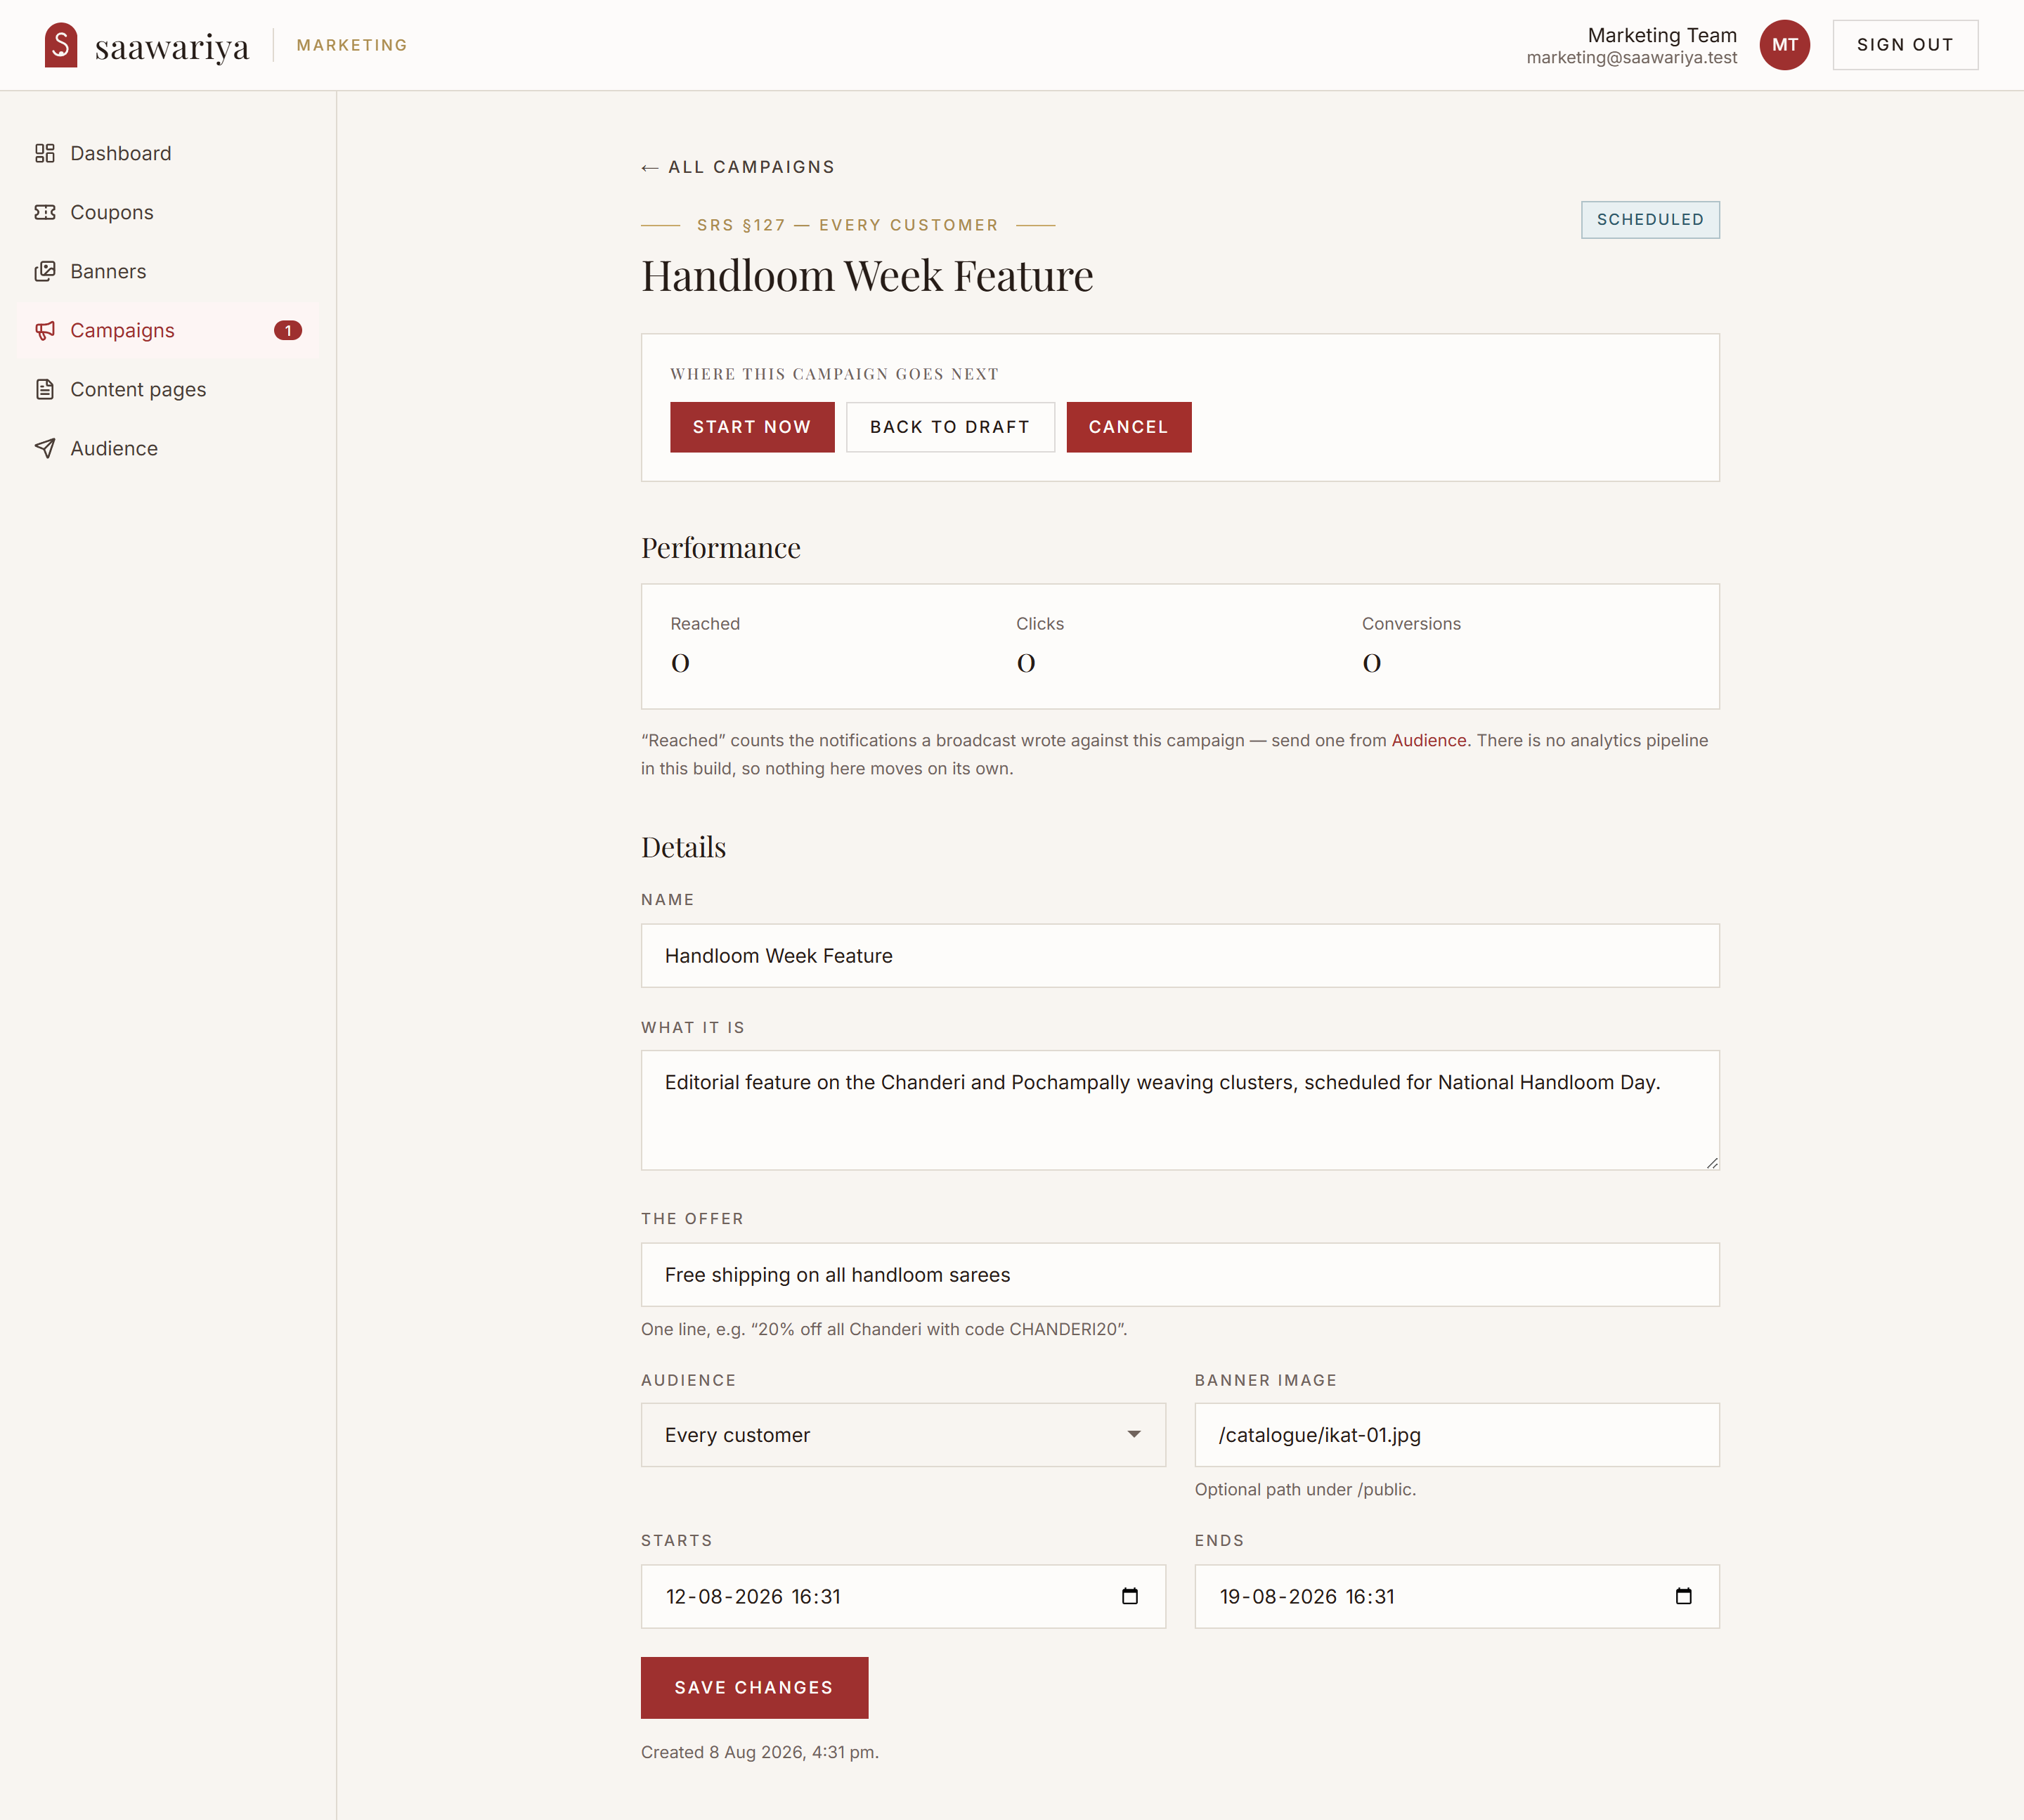 saawariya
MARKETING
Marketing Team
marketing@saawariya.test
MT
SIGN OUT
Dashboard
Coupons
Banners
Campaigns
1
Content pages
Audience
← ALL CAMPAIGNS
SRS §127 — EVERY CUSTOMER
SCHEDULED
Handloom Week Feature
WHERE THIS CAMPAIGN GOES NEXT
START NOW
BACK TO DRAFT
CANCEL
Performance
Reached
Clicks
Conversions
0
0
0
“Reached” counts the notifications a broadcast wrote against this campaign — send one from Audience. There is no analytics pipeline
in this build, so nothing here moves on its own.
Details
NAME
Handloom Week Feature
WHAT IT IS
Editorial feature on the Chanderi and Pochampally weaving clusters, scheduled for National Handloom Day.
THE OFFER
Free shipping on all handloom sarees
One line, e.g. “20% off all Chanderi with code CHANDERI20”.
AUDIENCE
BANNER IMAGE
Every customer
/catalogue/ikat-01.jpg
Optional path under /public.
STARTS
ENDS
12-08-2026 16:31
19-08-2026 16:31
SAVE CHANGES
Created 8 Aug 2026, 4:31 pm.